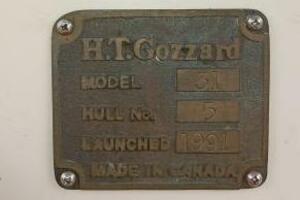 H.T. Gozzard
MODEL 31
HULL No. 5
LAUNCHED 1991
MADE IN CANADA